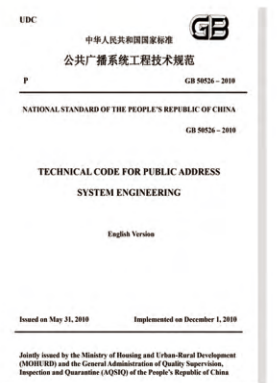 UDC
GB
中华人民共和国国家标准
公共广播系统工程技术规范
P
GB 50526－2010
NATIONAL STANDARD OF THE PEOPLE'S REPUBLIC OF CHINA
GB 50526－2010
TECHNICAL CODE FOR PUBLIC ADDRESS
SYSTEM ENGINEERING
English Version
Issued on May 31, 2010
Implemented on December 1, 2010
Jointly issued by the Ministry of Housing and Urban-Rural Development
(MOHURD) and the General Administration of Quality Supervision,
Inspection and Quarantine (AQSIQ) of the People's Republic of China